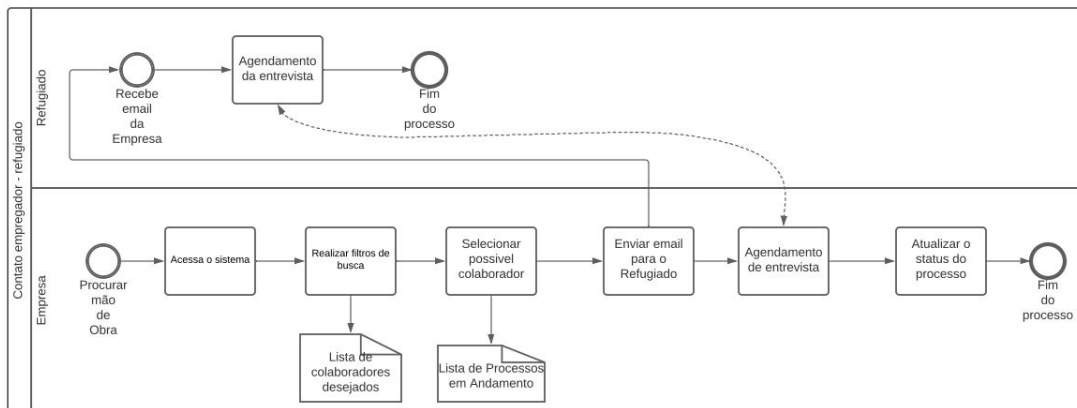 Contato empregador - refugiado
Refugiado
Recebe
email
da
Empresa
Agendamento
da entrevista
Fim
do
processo
Empresa
Procurar
mão
de
Obra
Acessa o sistema
Realizar filtros de
busca
Selecionar
possivel
colaborador
Enviar email
para o
Refugiado
Agendamento
de entrevista
Atualizar o
status do
processo
Fim
do
processo
Lista de
colaboradores
desejados
Lista de Processos
em Andamento